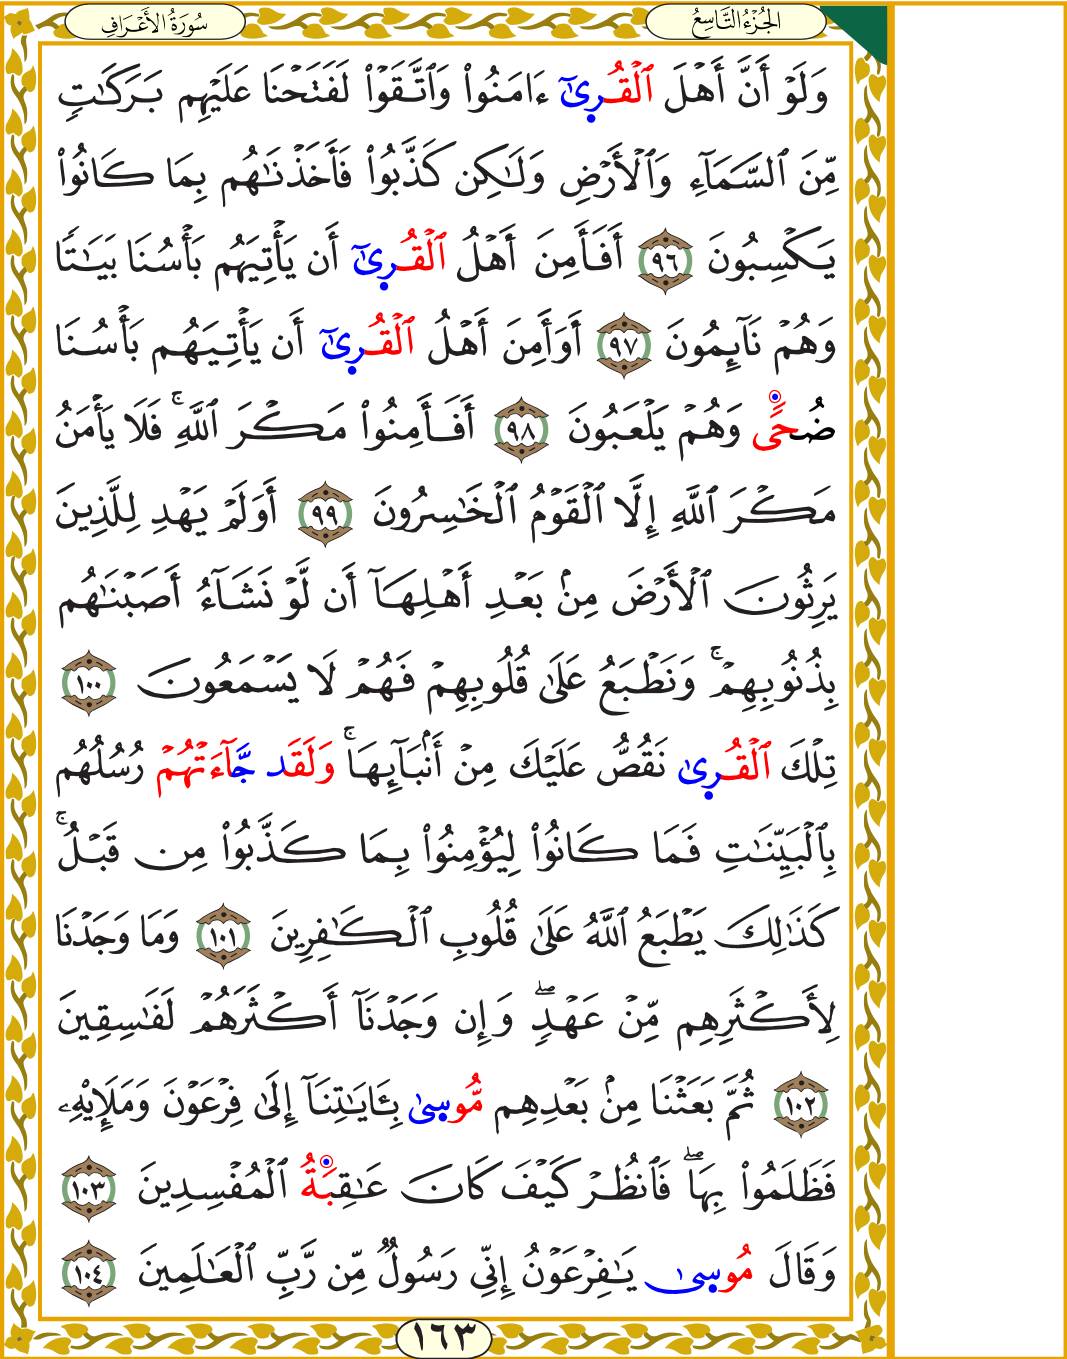 الجُزْءُ التَّاسِعُ
سُورَةُ الأَعْرَافِ
وَلَوْ أَنَّ أَهْلَ ٱلْقُرِىٰٓ ءَامَنُوا۟ وَٱتَّقَوْا۟ لَفَتَحْنَا عَلَيْهِم بَرَكَٰتٍ
مِّنَ ٱلسَّمَآءِ وَٱلْأَرْضِ وَلَٰكِن كَذَّبُوا۟ فَأَخَذْنَٰهُم بِمَا كَانُوا۟
يَكْسِبُونَ ٩٦ أَفَأَمِنَ أَهْلُ ٱلْقُرِىٰٓ أَن يَأْتِيَهُم بَأْسُنَا بَيَٰتًا
وَهُمْ نَآئِمُونَ ٩٧ أَوَأَمِنَ أَهْلُ ٱلْقُرِىٰٓ أَن يَأْتِيَهُم بَأْسُنَا
ضُحًى وَهُمْ يَلْعَبُونَ ٩٨ أَفَأَمِنُوا۟ مَكْرَ ٱللَّهِ ۚ فَلَا يَأْمَنُ
مَكْرَ ٱللَّهِ إِلَّا ٱلْقَوْمُ ٱلْخَٰسِرُونَ ٩٩ أَوَلَمْ يَهْدِ لِلَّذِينَ
يَرِثُونَ ٱلْأَرْضَ مِنۢ بَعْدِ أَهْلِهَآ أَن لَّوْ نَشَآءُ أَصَبْنَٰهُم
بِذُنُوبِهِمْ ۚ وَنَطْبَعُ عَلَىٰ قُلُوبِهِمْ فَهُمْ لَا يَسْمَعُونَ ١٠٠
تِلْكَ ٱلْقُرِىٰ نَقُصُّ عَلَيْكَ مِنْ أَنۢبَآئِهَا ۚ وَلَقَد جَّآءَتْهُمْ رُسُلُهُم
بِٱلْبَيِّنَٰتِ فَمَا كَانُوا۟ لِيُؤْمِنُوا۟ بِمَا كَذَّبُوا۟ مِن قَبْلُ ۚ
كَذَٰلِكَ يَطْبَعُ ٱللَّهُ عَلَىٰ قُلُوبِ ٱلْكَٰفِرِينَ ١٠١ وَمَا وَجَدْنَا
لِأَكْثَرِهِم مِّنْ عَهْدٍ ۖ وَإِن وَجَدْنَآ أَكْثَرَهُمْ لَفَٰسِقِينَ
١٠٢ ثُمَّ بَعَثْنَا مِنۢ بَعْدِهِم مُّوسِىٰ بِـَٔايَٰتِنَآ إِلَىٰ فِرْعَوْنَ وَمَلَإِي۟هِۦ
فَظَلَمُوا۟ بِهَا ۖ فَٱنظُرْ كَيْفَ كَانَ عَٰقِبَةُ ٱلْمُفْسِدِينَ ١٠٣
وَقَالَ مُوسِىٰ يَٰفِرْعَوْنُ إِنِّي رَسُولٌ مِّن رَّبِّ ٱلْعَٰلَمِينَ ١٠٤
١٦٣